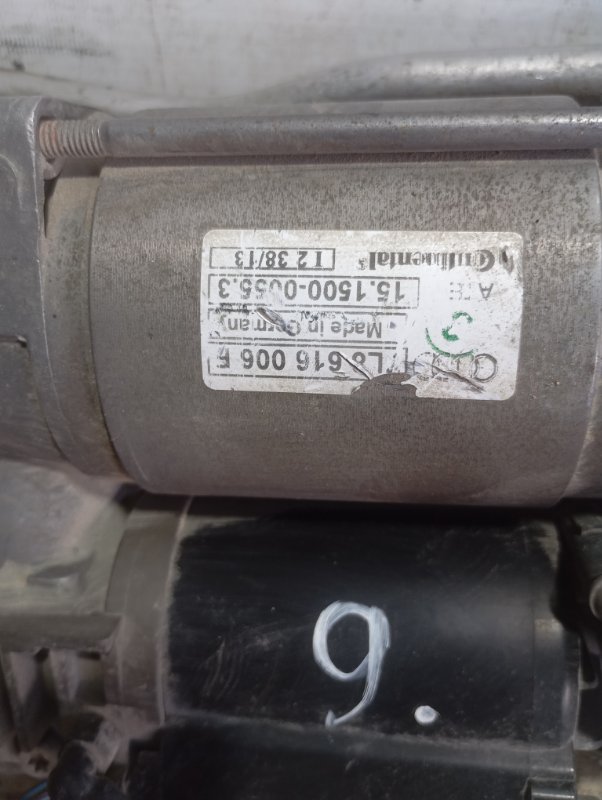 7L8 616 006 F
Made in Germany
ATE 15.1500-0055.3
Continental T 2 38/13
9.